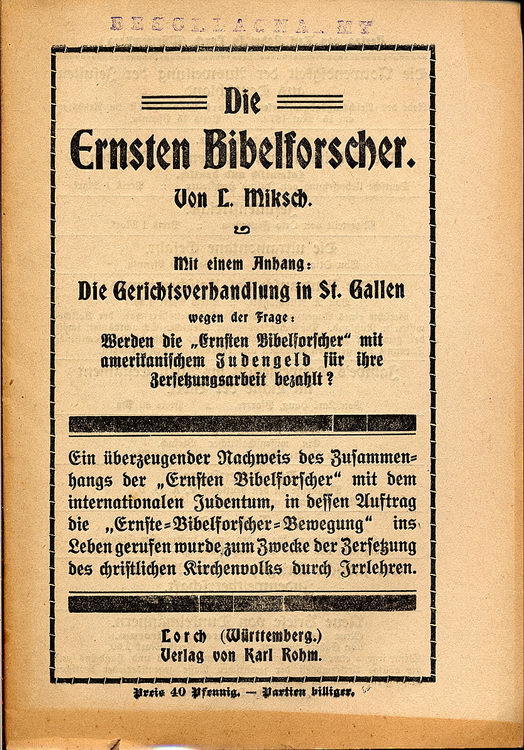 BESCHLAGNAHMT
Die
Ernsten Bibelforscher.
Von L. Miksch.
Mit einem Anhang:
Die Gerichtsverhandlung in St. Gallen
wegen der Frage:
Werden die „Ernsten Bibelforscher“ mit
amerikanischem Judengeld für ihre
Zersetzungsarbeit bezahlt?
Ein überzeugender Nachweis des Zusammen-
hangs der „Ernsten Bibelforscher“ mit dem
internationalen Judentum, in dessen Auftrag
die „Ernste-Bibelforscher-Bewegung“ ins
Leben gerufen wurde, zum Zwecke der Zersetzung
des christlichen Kirchenvolks durch Irrlehren.
Lorch (Württemberg.)
Verlag von Karl Rohm.
Preis 40 Pfennig. — Partien billiger.